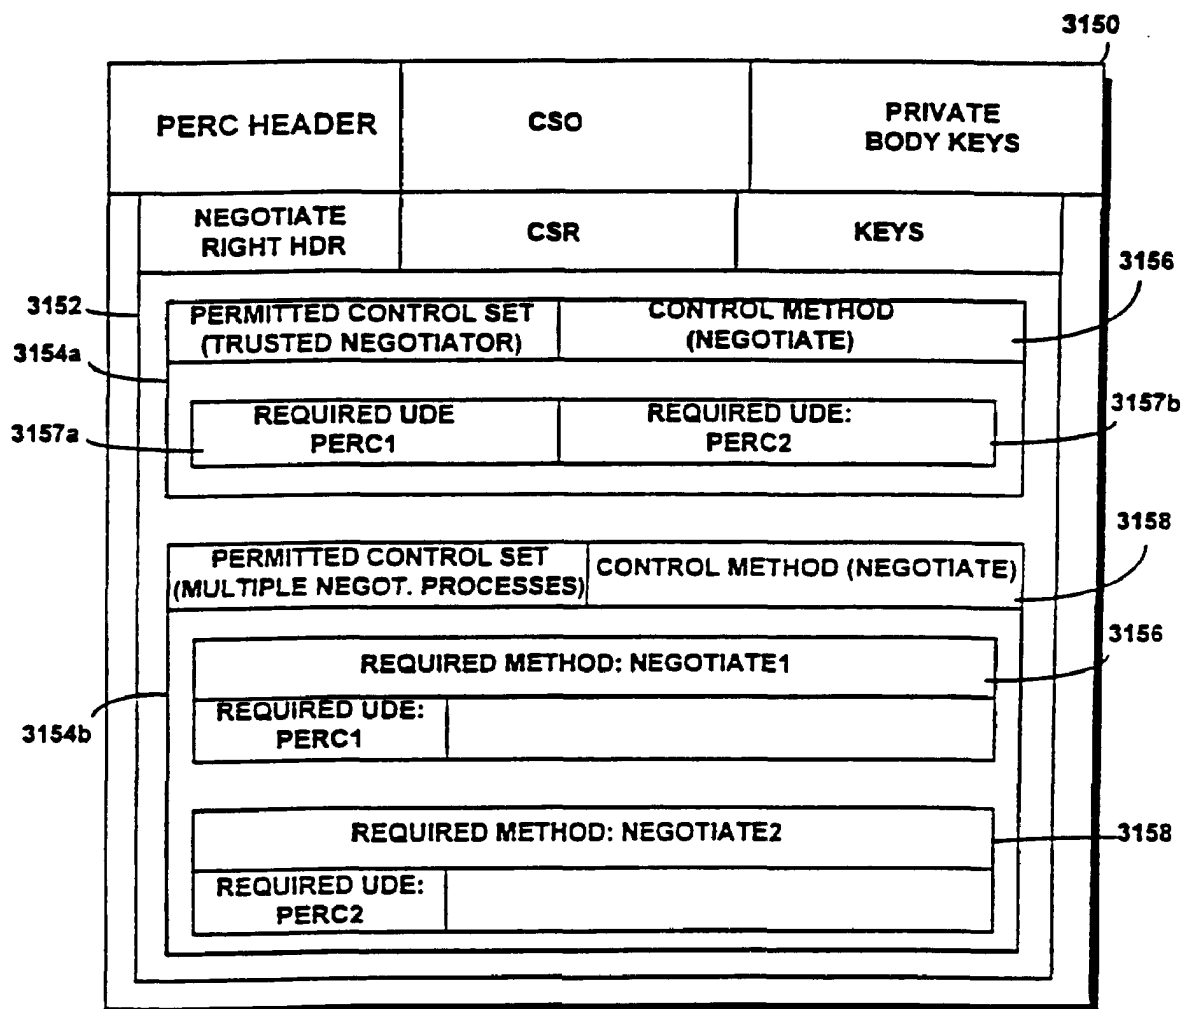 3150
PERC HEADER
CSO
PRIVATE
BODY KEYS
NEGOTIATE
RIGHT HDR
CSR
KEYS
3156
3152
PERMITTED CONTROL SET
(TRUSTED NEGOTIATOR)
CONTROL METHOD
(NEGOTIATE)
3154a
3157a
REQUIRED UDE
PERC1
REQUIRED UDE:
PERC2
3157b
3158
PERMITTED CONTROL SET
(MULTIPLE NEGOT. PROCESSES)
CONTROL METHOD (NEGOTIATE)
3156
REQUIRED METHOD: NEGOTIATE1
3154b
REQUIRED UDE:
PERC1
REQUIRED METHOD: NEGOTIATE2
3158
REQUIRED UDE:
PERC2